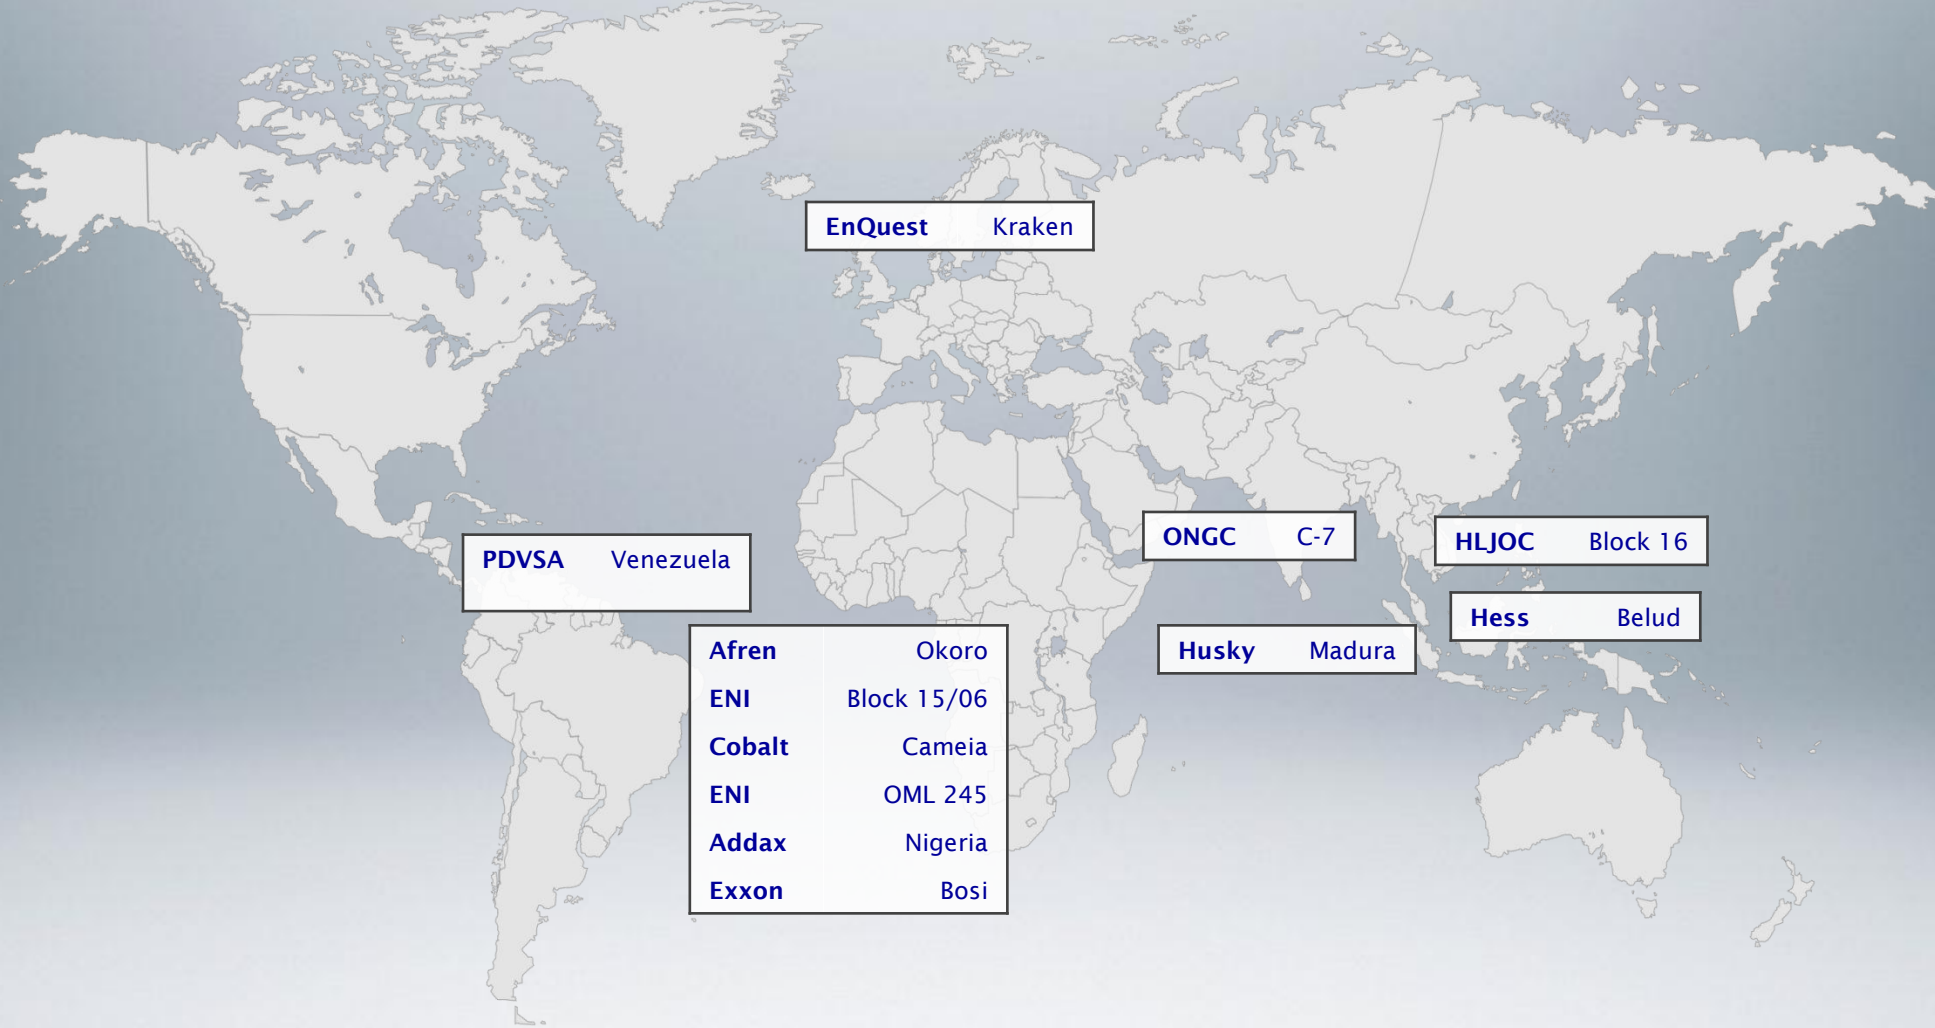 EnQuest Kraken
ONGC C-7
HLJOC Block 16
PDVSA Venezuela
Hess Belud
Husky Madura
Afren Okoro
ENI Block 15/06
Cobalt Cameia
ENI OML 245
Addax Nigeria
Exxon Bosi